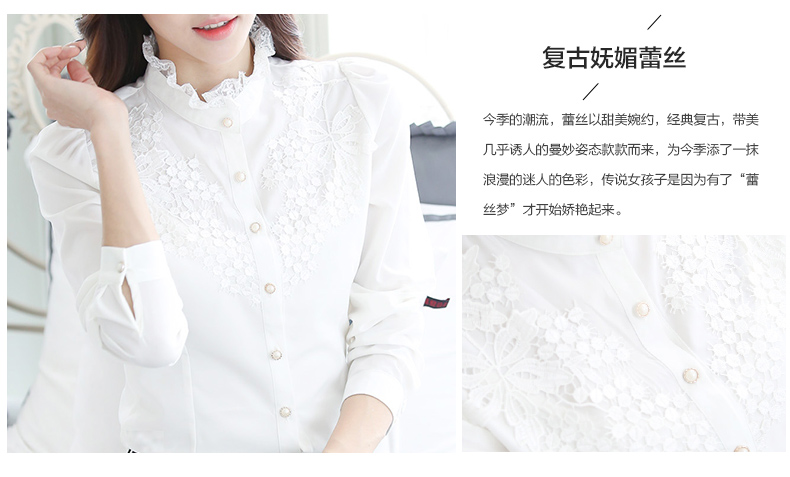 复古妩媚蕾丝
今季的潮流，蕾丝以甜美婉约，经典复古，带美
几乎诱人的曼妙姿态款款而来，为今季添了一抹
浪漫的迷人的色彩，传说女孩子是因为有了“蕾
丝梦”才开始娇艳起来。